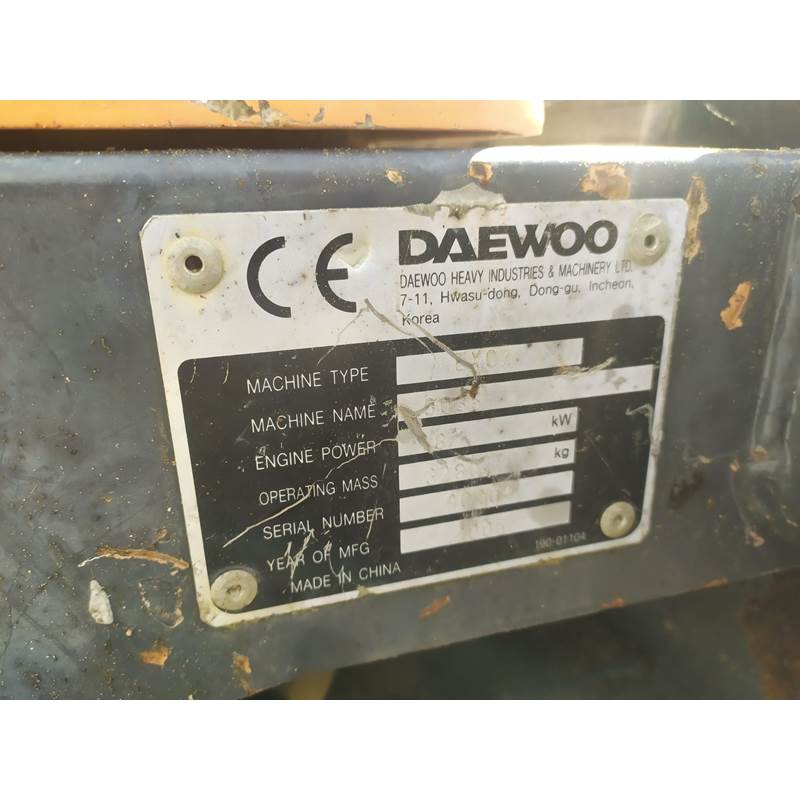 CE
DAEWOO
DAEWOO HEAVY INDUSTRIES & MACHINERY LTD.
7-11, Hwasu-dong, Dong-gu, Incheon,
Korea
MACHINE TYPE
MACHINE NAME
ENGINE POWER kW
OPERATING MASS kg
SERIAL NUMBER
YEAR OF MFG
MADE IN CHINA
190-01104